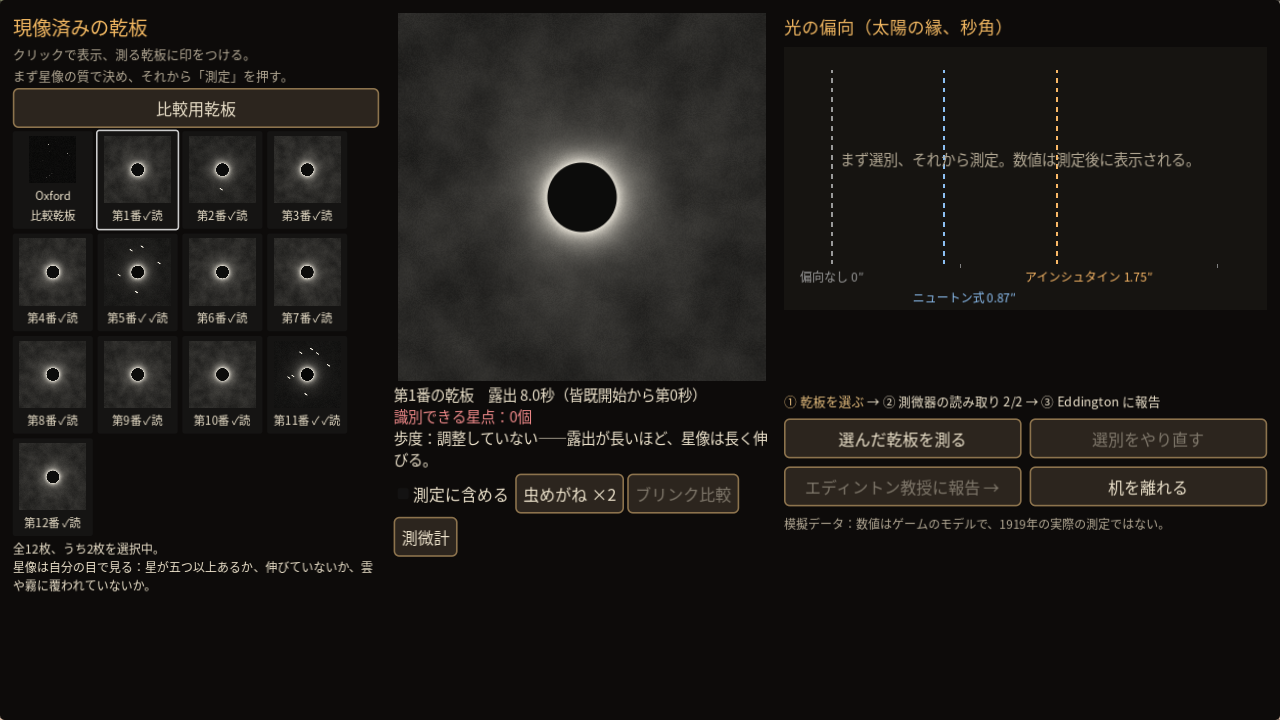 現像済みの乾板
クリックで表示、測る乾板に印をつける。
まず星像の質で決め、それから「測定」を押す。
比較用乾板
Oxford
比較乾板
第1番✓読
第2番✓読
第3番✓読
第4番✓読
第5番✓✓読
第6番✓読
第7番✓読
第8番✓読
第9番✓読
第10番✓読
第11番✓✓読
第12番✓読
全12枚、うち2枚を選択中。
星像は自分の目で見る：星が五つ以上あるか、伸びていないか、雲
や霧に覆われていないか。
第1番の乾板　露出 8.0秒（皆既開始から第0秒）
識別できる星点：0個
歩度：調整していない——露出が長いほど、星像は長く伸
びる。
測定に含める
虫めがね ×2
ブリンク比較
測微計
光の偏向（太陽の縁、秒角）
まず選別、それから測定。数値は測定後に表示される。
偏向なし 0″
アインシュタイン 1.75″
ニュートン式 0.87″
① 乾板を選ぶ → ② 測微器の読み取り 2/2 → ③ Eddington に報告
選んだ乾板を測る
選別をやり直す
エディントン教授に報告 →
机を離れる
模擬データ：数値はゲームのモデルで、1919年の実際の測定ではない。